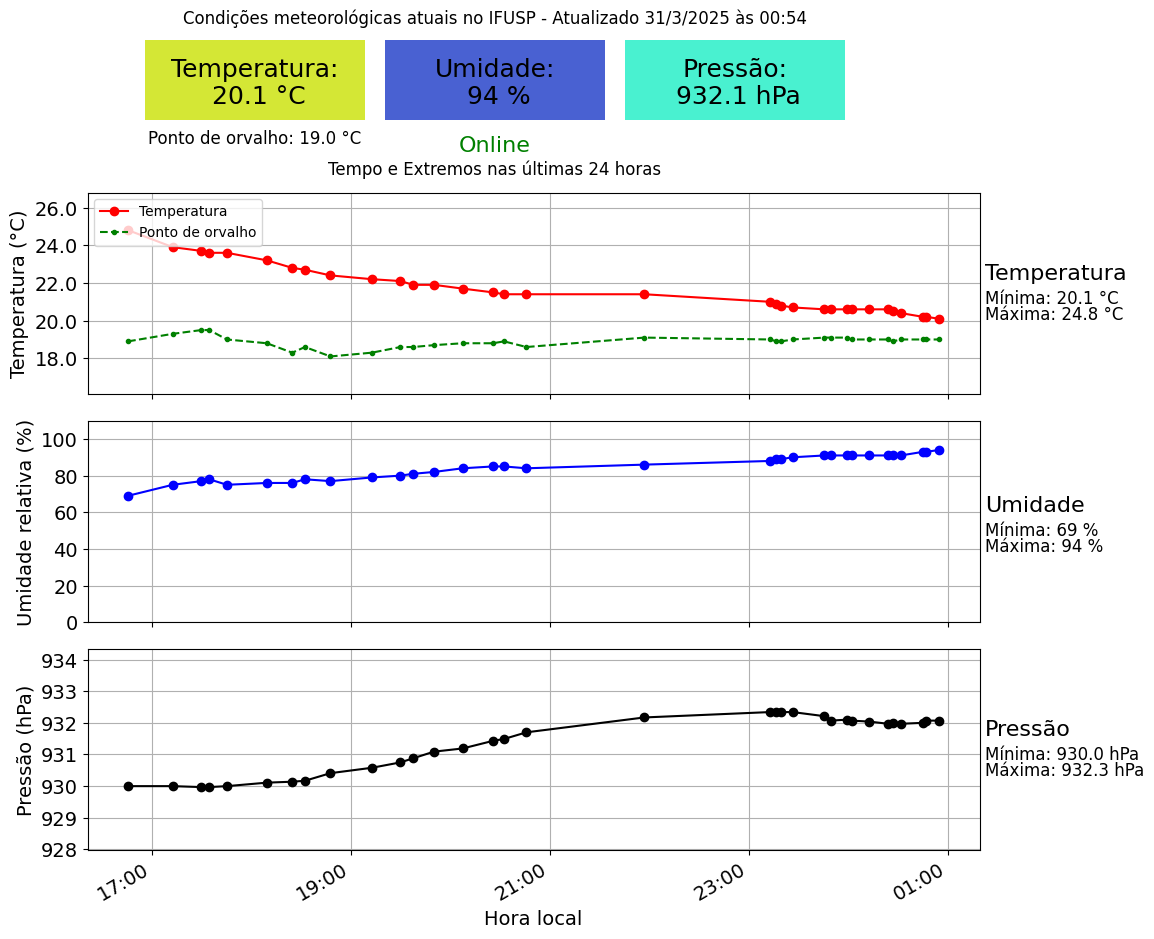 Condições meteorológicas atuais no IFUSP - Atualizado 31/3/2025 às 00:54
Temperatura:
20.1 °C
Umidade:
94 %
Pressão:
932.1 hPa
Ponto de orvalho: 19.0 °C
Online
Tempo e Extremos nas últimas 24 horas
Temperatura (°C)
26.0
24.0
22.0
20.0
18.0
Temperatura
Ponto de orvalho
Temperatura
Mínima: 20.1 °C
Máxima: 24.8 °C
Umidade relativa (%)
100
80
60
40
20
0
Umidade
Mínima: 69 %
Máxima: 94 %
Pressão (hPa)
934
933
932
931
930
929
928
Pressão
Mínima: 930.0 hPa
Máxima: 932.3 hPa
17:00
19:00
21:00
23:00
01:00
Hora local